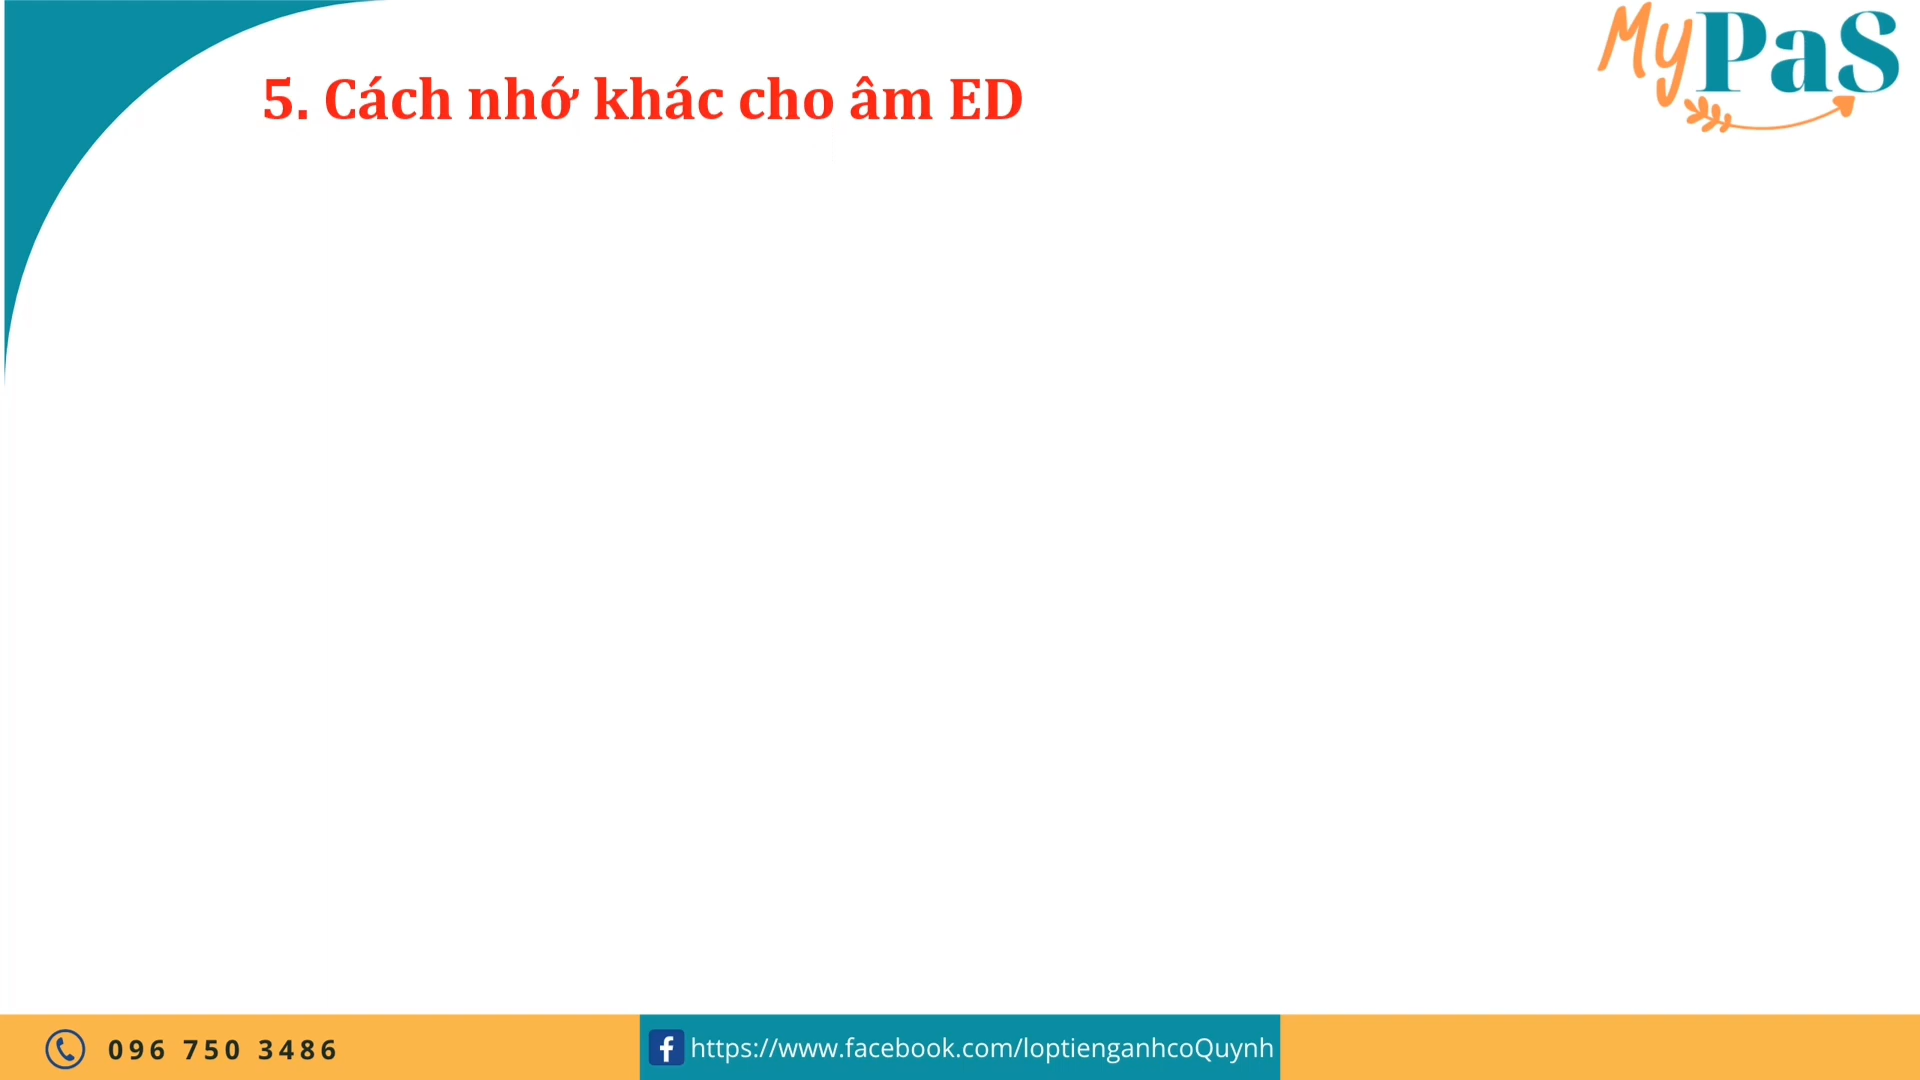 MyPaS
5. Cách nhớ khác cho âm ED
096 750 3486
https://www.facebook.com/loptienganhcoQuynh